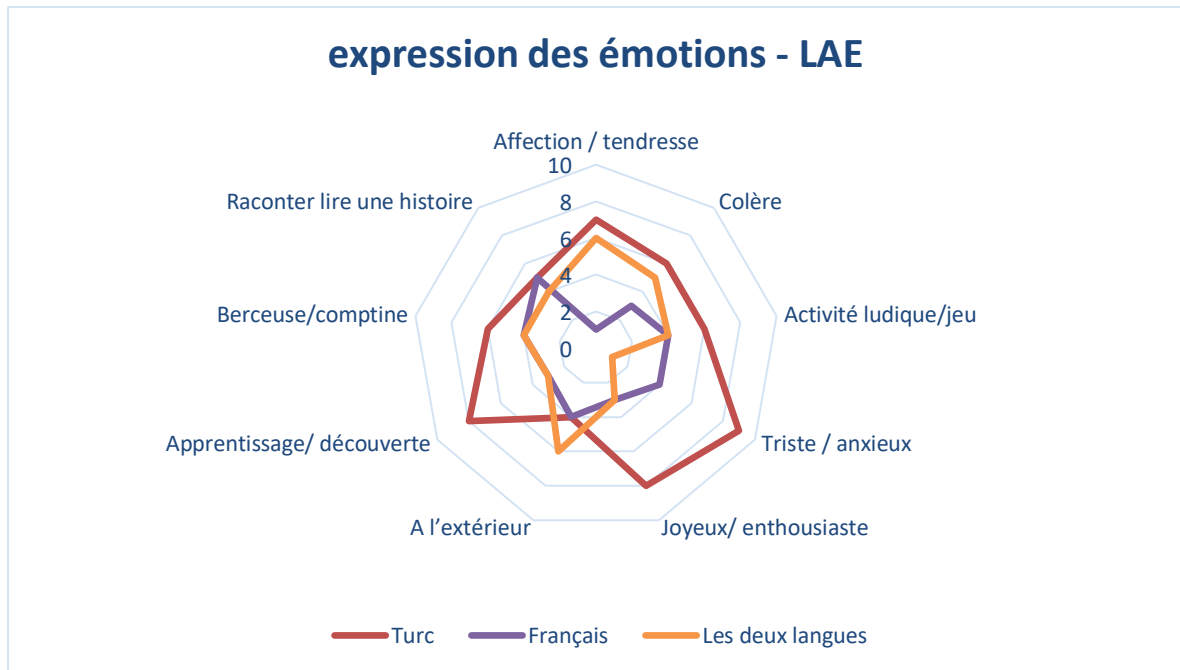 expression des émotions - LAE
Affection / tendresse
10
Raconter lire une histoire
Colère
8
6
4
Berceuse/comptine
Activité ludique/jeu
2
0
Apprentissage/ découverte
Triste / anxieux
A l’extérieur
Joyeux/ enthousiaste
Turc
Français
Les deux langues